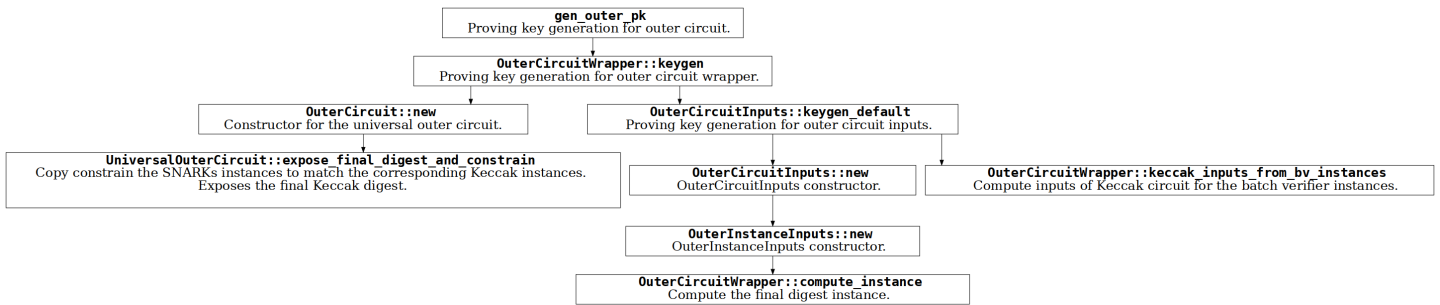 gen_outer_pk
Proving key generation for outer circuit.
OuterCircuitWrapper::keygen
Proving key generation for outer circuit wrapper.
OuterCircuit::new
Constructor for the universal outer circuit.
OuterCircuitInputs::keygen_default
Proving key generation for outer circuit inputs.
UniversalOuterCircuit::expose_final_digest_and_constrain
Copy constrain the SNARKs instances to match the corresponding Keccak instances.
Exposes the final Keccak digest.
OuterCircuitInputs::new
OuterCircuitInputs constructor.
OuterCircuitWrapper::keccak_inputs_from_bv_instances
Compute inputs of Keccak circuit for the batch verifier instances.
OuterInstanceInputs::new
OuterInstanceInputs constructor.
OuterCircuitWrapper::compute_instance
Compute the final digest instance.